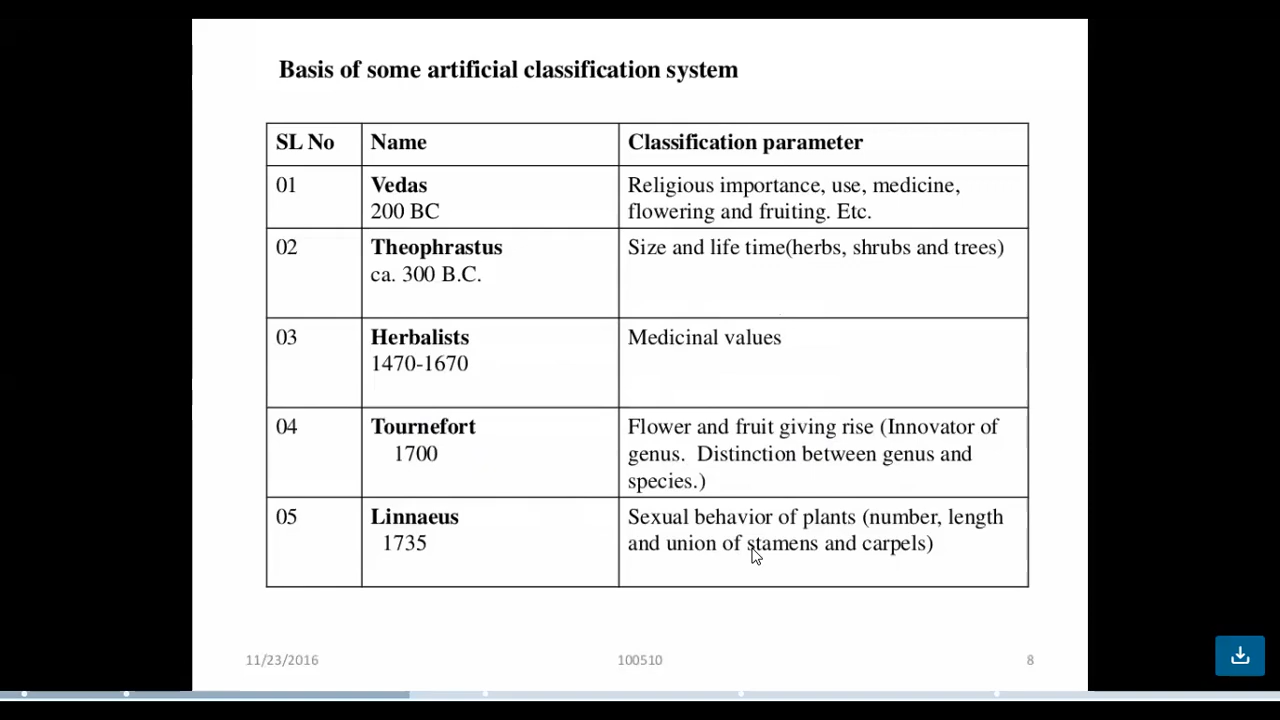 Basis of some artificial classification system
SL No Name Classification parameter
01 Vedas Religious importance, use, medicine,
200 BC flowering and fruiting. Etc.
02 Theophrastus Size and life time(herbs, shrubs and trees)
ca. 300 B.C.
03 Herbalists Medicinal values
1470-1670
04 Tournefort Flower and fruit giving rise (Innovator of
1700 genus. Distinction between genus and
species.)
05 Linnaeus Sexual behavior of plants (number, length
1735 and union of stamens and carpels)
11/23/2016 100510 8